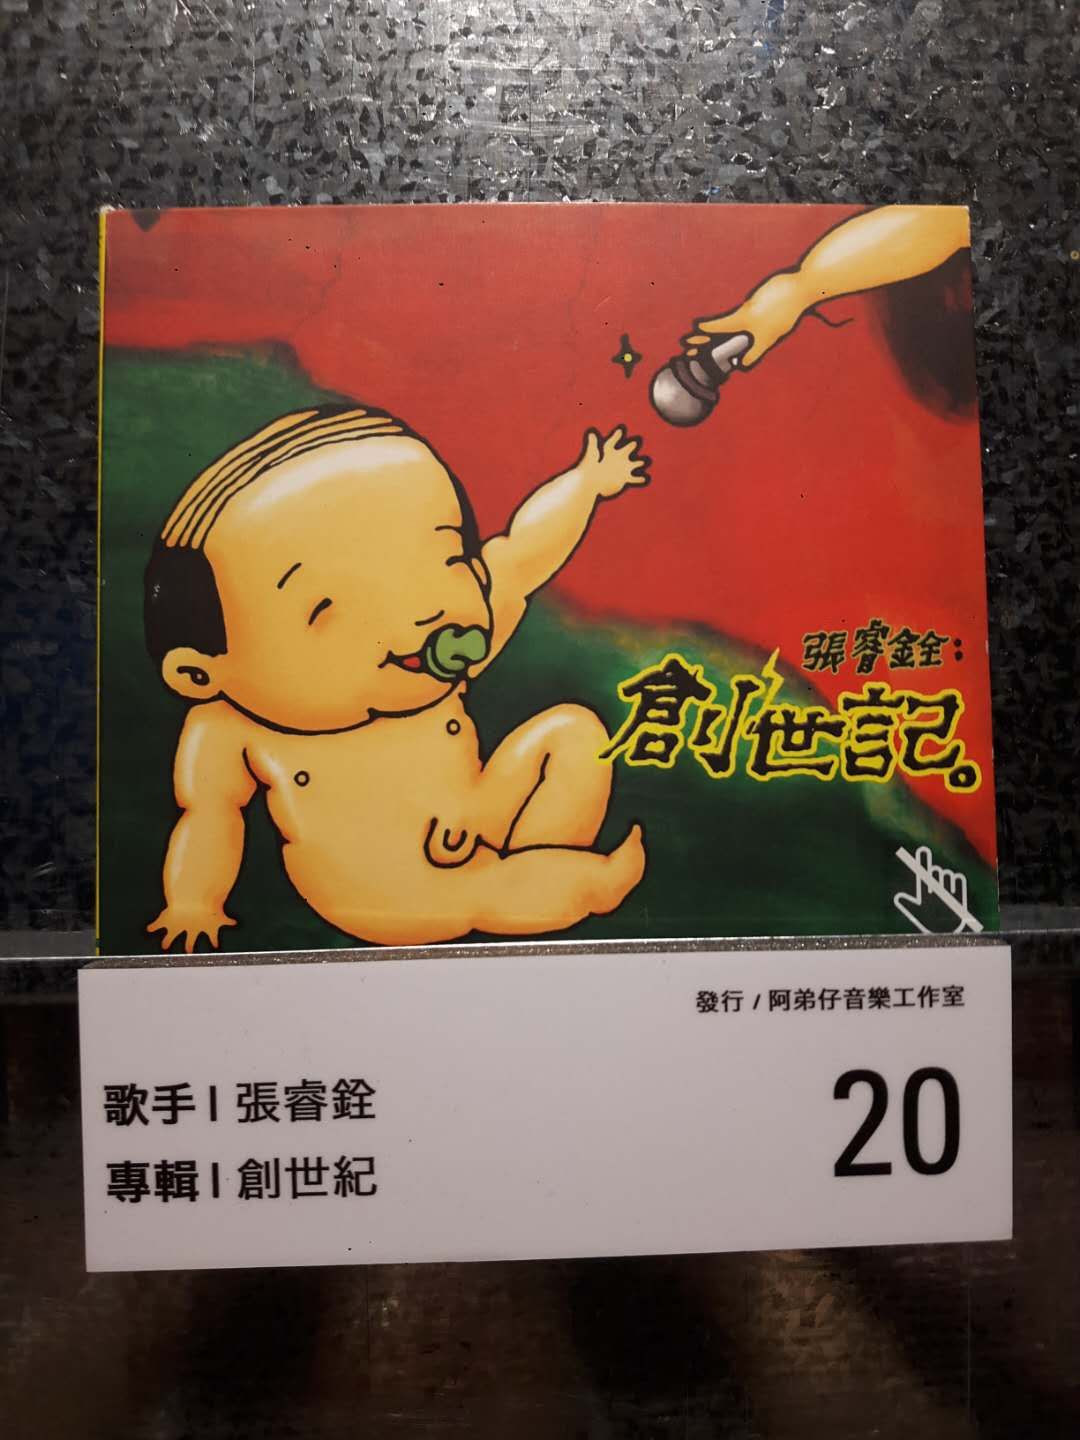 張睿銓:
創世記。
發行 / 阿弟仔音樂工作室
歌手 | 張睿銓
專輯 | 創世紀
20